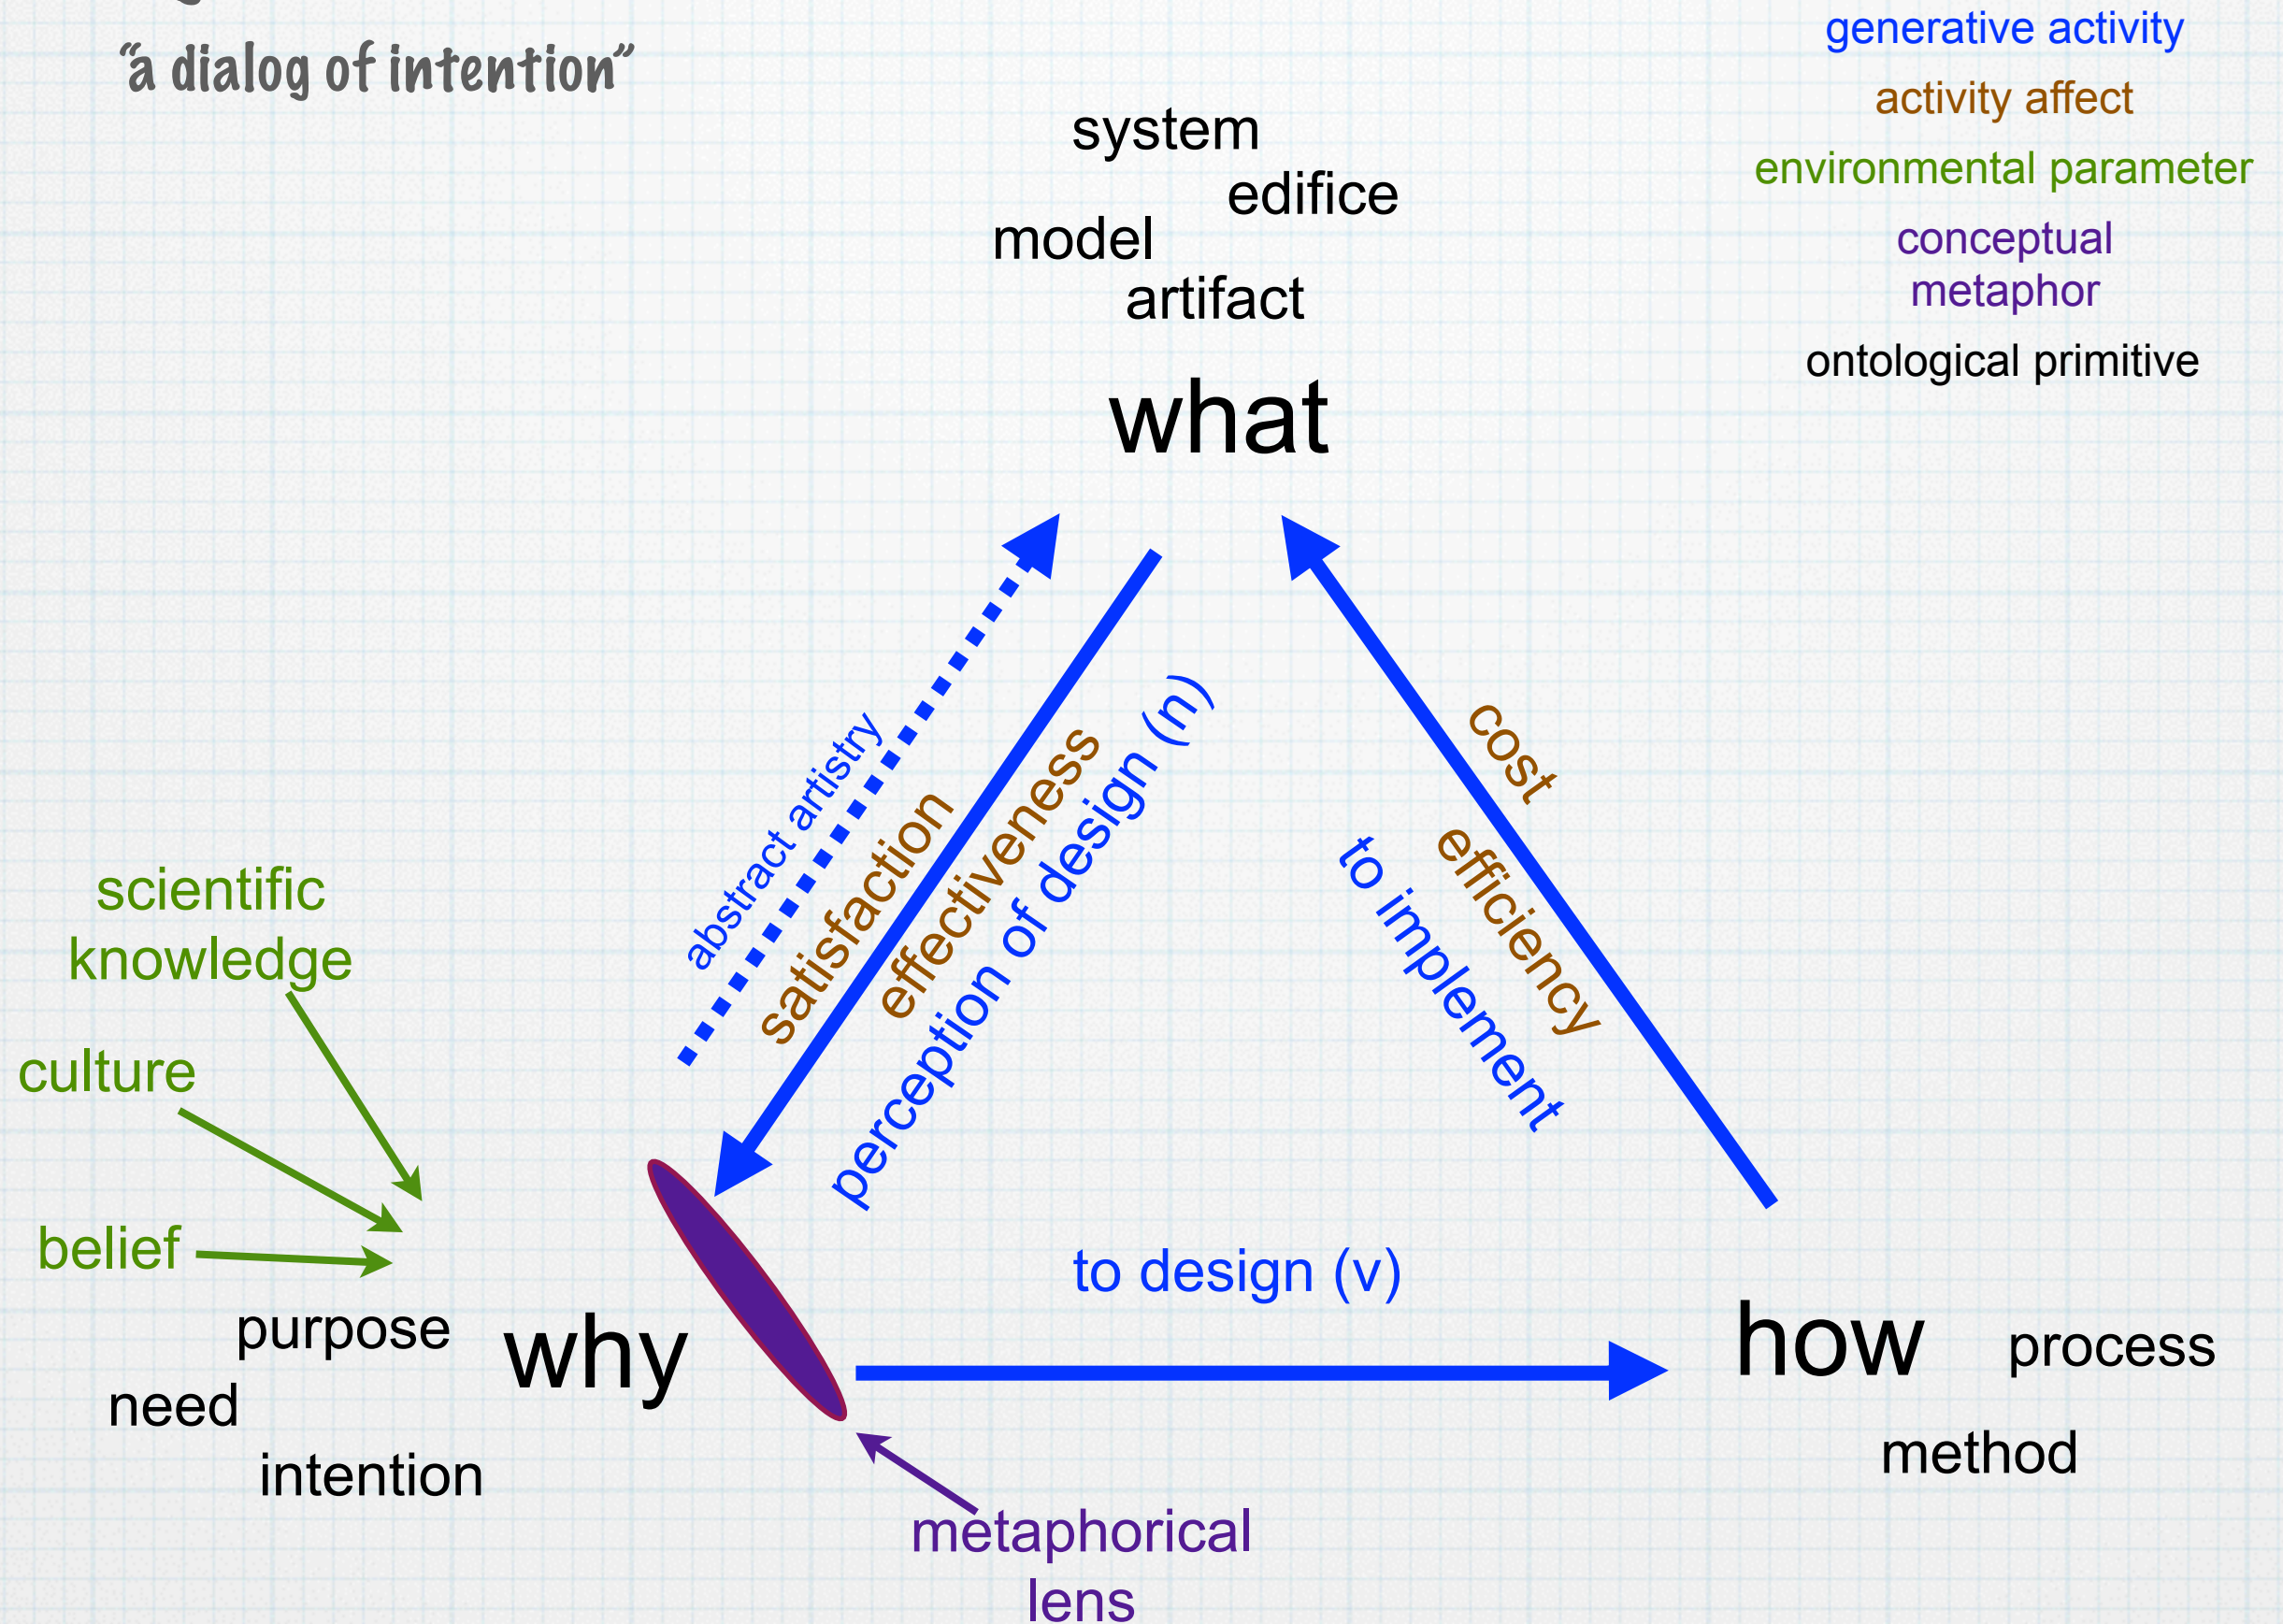 “a dialog of intention”
generative activity
activity affect
environmental parameter
conceptual
metaphor
ontological primitive
system
edifice
model
artifact
what
abstract artistry
satisfaction
effectiveness
perception of design (n)
cost
efficiency
to implement
scientific
knowledge
culture
belief
purpose
need
intention
why
to design (v)
how
process
method
metaphorical
lens